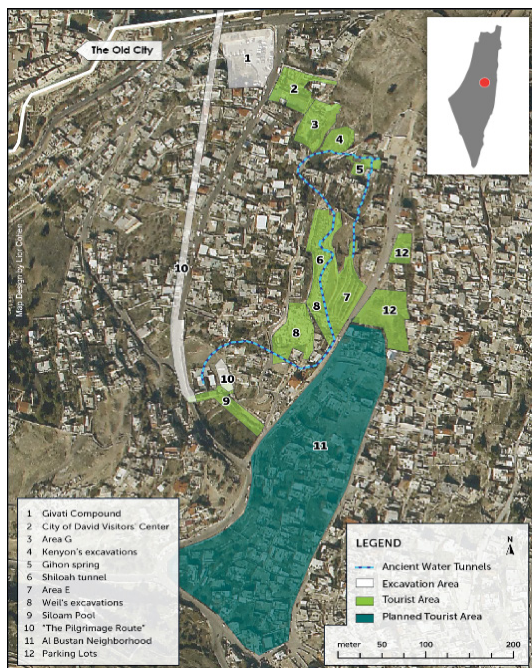 The Old City
1
2
3
4
5
6
12
10
7
8
12
8
10
9
11
Map Design by Lior Cohen
1 Givati Compound
2 City of David Visitors' Center
3 Area G
4 Kenyon's excavations
5 Gihon spring
6 Shiloah tunnel
7 Area E
8 Weil's excavations
9 Siloam Pool
10 "The Pilgrimage Route"
11 Al Bustan Neighborhood
12 Parking Lots
LEGEND
N
Ancient Water Tunnels
Excavation Area
Tourist Area
Planned Tourist Area
meter 50 100 200